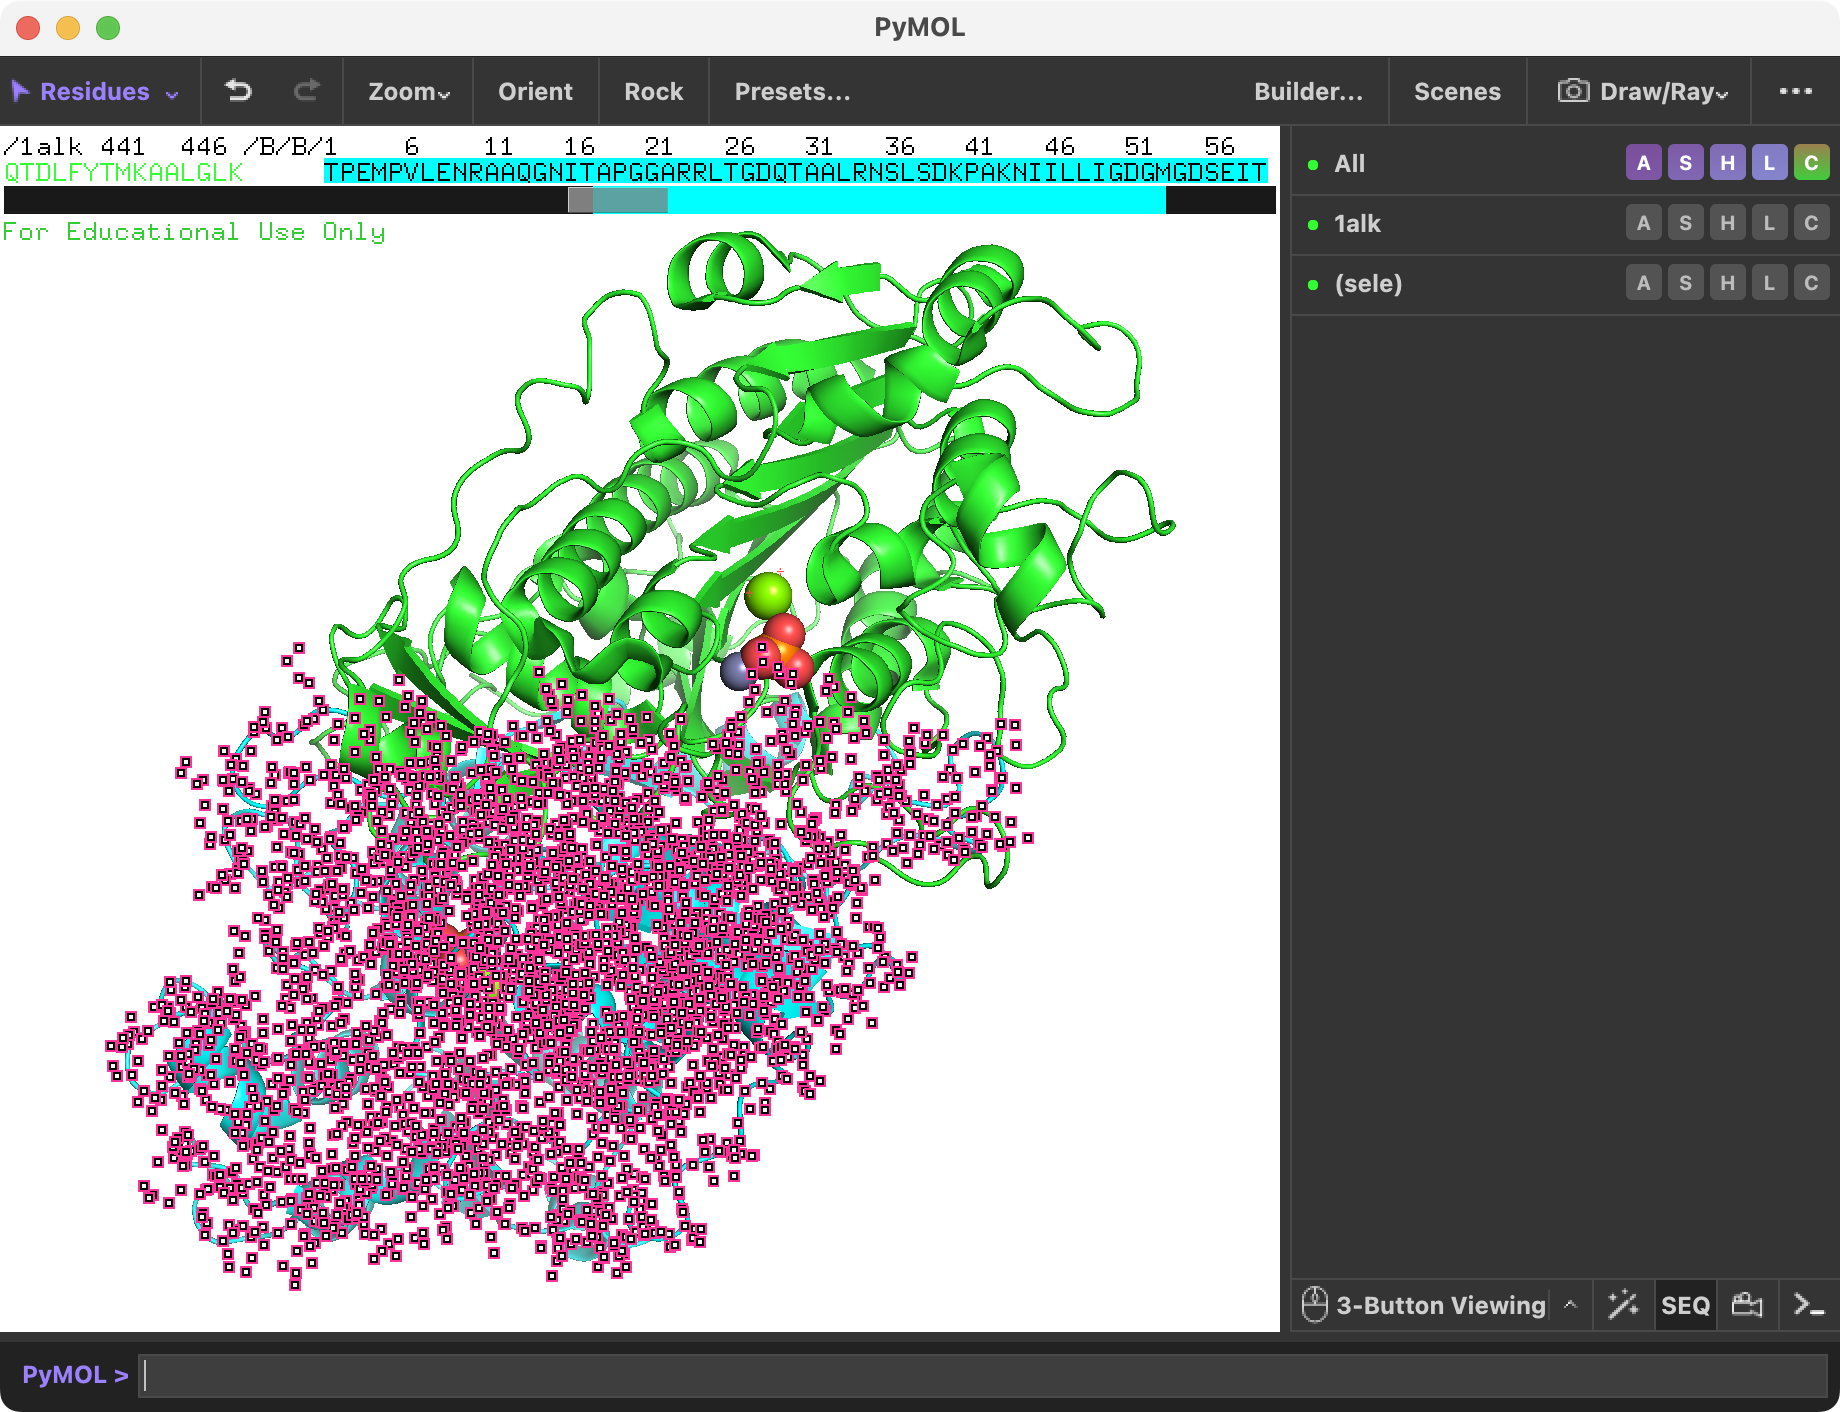 PyMOL
Residues Zoom Orient Rock Presets... Builder... Scenes Draw/Ray
/1alk 441 446 /B/B/1 6 11 16 21 26 31 36 41 46 51 56
QTDLFYTMKAALGLK TPEMPVLENRAAQGNITAPGGARRLTGDQTAALRNSLSDKPAKNIILLIGDGMGDSEIT
For Educational Use Only
All A S H L C
1alk A S H L C
(sele) A S H L C
3-Button Viewing SEQ
PyMOL >